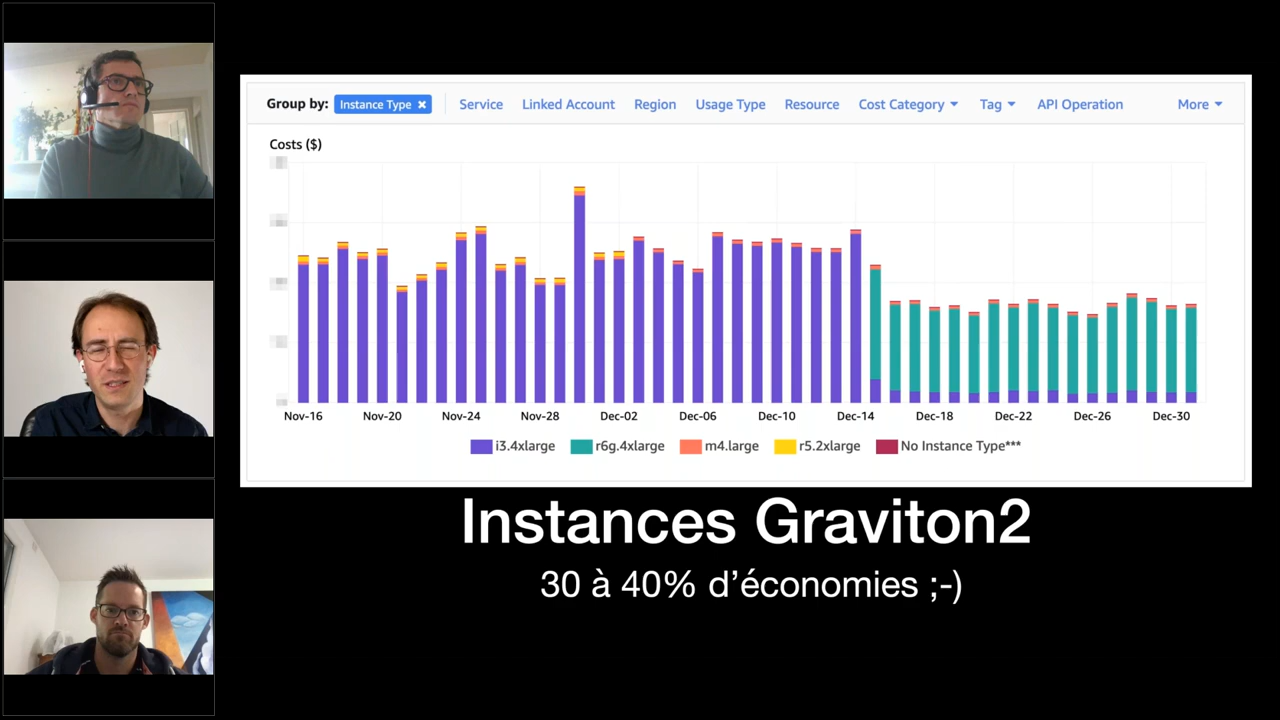 Group by: Instance Type × Service Linked Account Region Usage Type Resource Cost Category Tag API Operation More
Costs ($)
Nov-16 Nov-20 Nov-24 Nov-28 Dec-02 Dec-06 Dec-10 Dec-14 Dec-18 Dec-22 Dec-26 Dec-30
i3.4xlarge r6g.4xlarge m4.large r5.2xlarge No Instance Type***
Instances Graviton2
30 à 40% d’économies ;-)